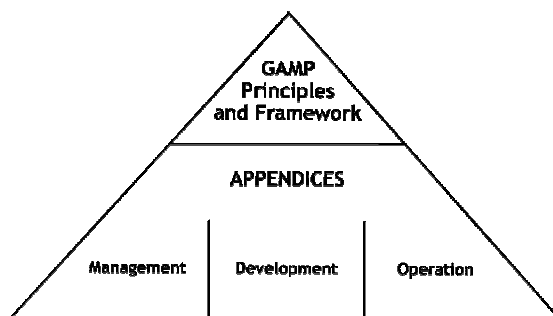 GAMP
Principles
and Framework
APPENDICES
Management
Development
Operation